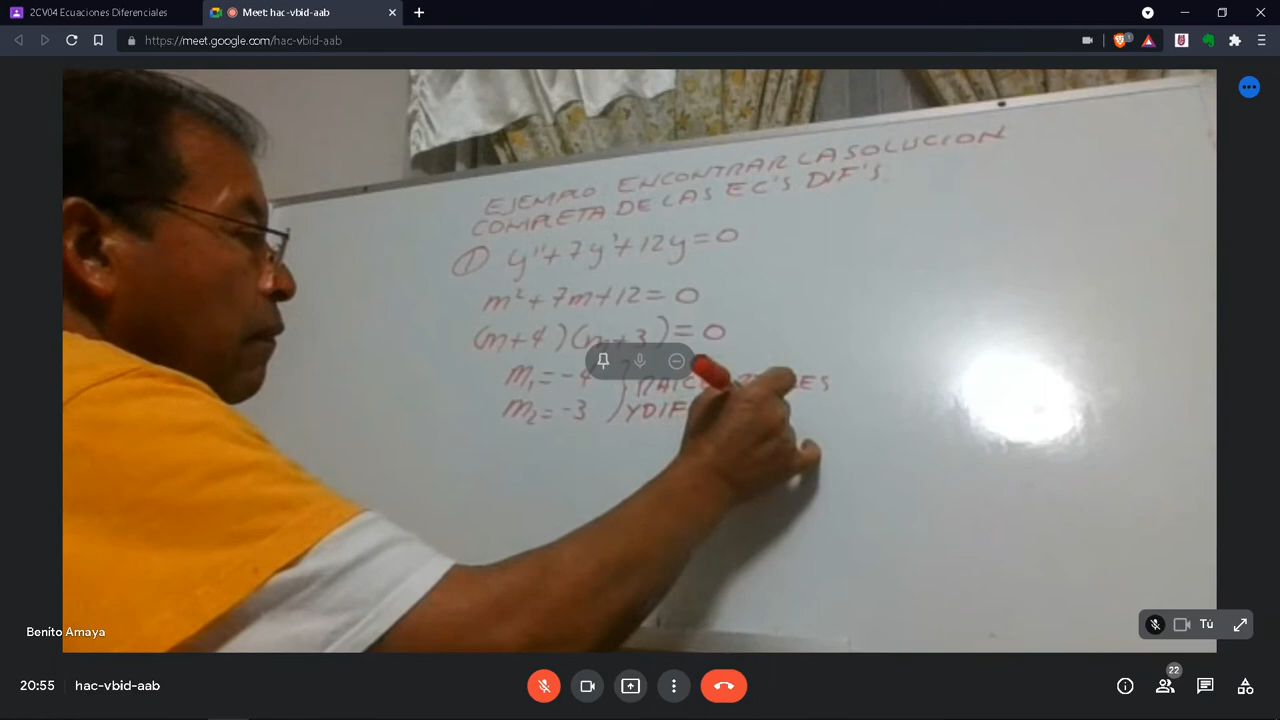 2CV04 Ecuaciones Diferenciales
Meet: hac-vbid-aab
https://meet.google.com/hac-vbid-aab
EJEMPLO ENCONTRAR LA SOLUCION
COMPLETA DE LAS EC'S DIF'S.
① y''+7y'+12y=0
m²+7m+12=0
(m+4)(m+3)=0
m₁=-4
m₂=-3
Y DIF
Benito Amaya
Tú
20:55
hac-vbid-aab
22